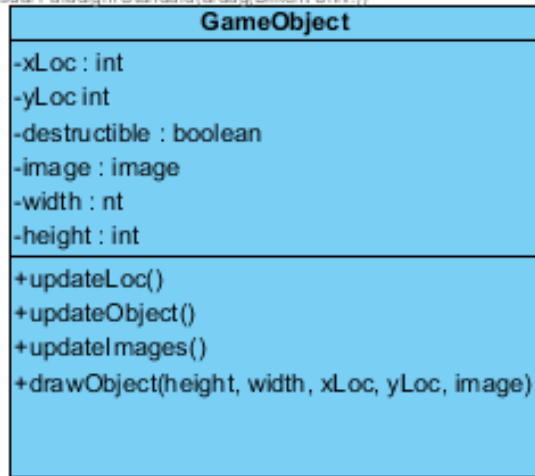 GameObject
-xLoc : int
-yLoc int
-destructible : boolean
-image : image
-width : nt
-height : int
+updateLoc()
+updateObject()
+updateImages()
+drawObject(height, width, xLoc, yLoc, image)